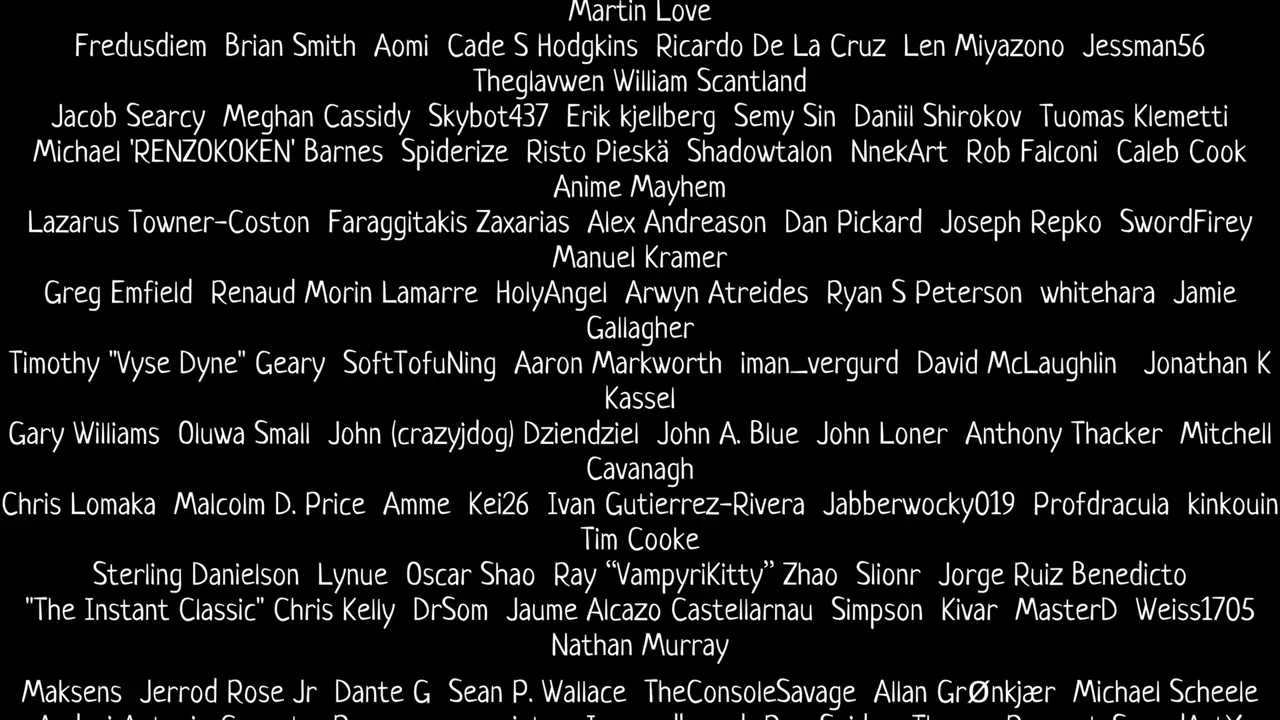 Martin Love
Fredusdiem Brian Smith Aomi Cade S Hodgkins Ricardo De La Cruz Len Miyazono Jessman56
Theglavwen William Scantland
Jacob Searcy Meghan Cassidy Skybot437 Erik kjellberg Semy Sin Daniil Shirokov Tuomas Klemetti
Michael 'RENZOKOKEN' Barnes Spiderize Risto Pieskä Shadowtalon NnekArt Rob Falconi Caleb Cook
Anime Mayhem
Lazarus Towner-Coston Faraggitakis Zaxarias Alex Andreason Dan Pickard Joseph Repko SwordFirey
Manuel Kramer
Greg Emfield Renaud Morin Lamarre HolyAngel Arwyn Atreides Ryan S Peterson whitehara Jamie
Gallagher
Timothy "Vyse Dyne" Geary SoftTofuNing Aaron Markworth iman_vergurd David McLaughlin Jonathan K
Kassel
Gary Williams Oluwa Small John (crazyjdog) Dziendziel John A. Blue John Loner Anthony Thacker Mitchell
Cavanagh
Chris Lomaka Malcolm D. Price Amme Kei26 Ivan Gutierrez-Rivera Jabberwocky019 Profdracula kinkouin
Tim Cooke
Sterling Danielson Lynue Oscar Shao Ray “VampyriKitty” Zhao Slionr Jorge Ruiz Benedicto
"The Instant Classic" Chris Kelly DrSom Jaume Alcazo Castellarnau Simpson Kivar MasterD Weiss1705
Nathan Murray
Maksens Jerrod Rose Jr Dante G Sean P. Wallace TheConsoleSavage Allan GrØnkjær Michael Scheele